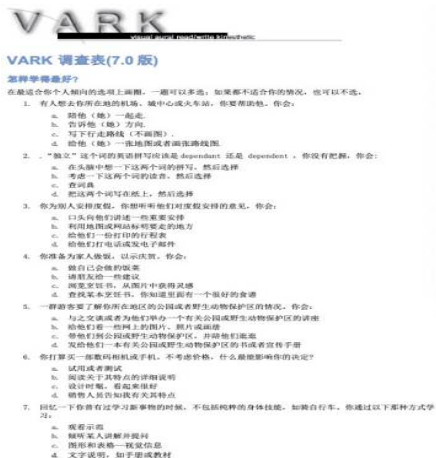 VARK
visual aural read/write kinesthetic
VARK 调查表(7.0 版)
怎样学得最好?
在最适合你个人倾向的选项上画圈,一题可以多选;如果都不适合你的情况,也可以不选。
1. 有人想去你所在地的机场、城中心或火车站,你要帮助他。你会:
a. 陪他(她)一起走.
b. 告诉他(她)方向.
c. 写下行走路线(不画图).
d. 给他(她)一张地图或者画张路线图.
2. . “独立”这个词的英语拼写应该是 dependant 还是 dependent ,你没有把握,你会:
a. 在头脑中想一下这两个词,然后选择
b. 考虑一下这两个词的读音,然后选择
c. 查词典
d. 把这两个词写在纸上,然后选择
3. 你为别人安排度假,你想听听他们对度假安排的意见,你会:
a. 口头向他们讲述一些重要安排
b. 利用地图或网站标明要走的地方
c. 给他们一份打印的行程表
d. 给他们打电话或发电子邮件
4. 你准备为家人做饭,以示庆贺。你会:
a. 做自己会做的饭菜
b. 请朋友给一些建议
c. 浏览烹饪书,从图片中获得灵感
d. 查找某本烹饪书,你知道里面有一个很好的食谱
5. 一群游客要了解你所在地区的公园或者野生动物保护区的情况。你会:
a. 与之交谈或者为他们举办一个有关公园或野生动物保护区的讲座
b. 给他们看一些网上的图片、照片或画册
c. 带他们到公园或野生动物保护区,并陪他们逛逛
d. 发给他们一本有关公园或野生动物保护区的书或者宣传手册
6. 你打算买一部数码相机或手机。不考虑价格,什么最能影响你的决定?
a. 试用或者测试
b. 阅读关于其特点的详细说明
c. 设计时髦,看起来很好
d. 销售人员告知我有关其特点
7. 回忆一下你曾有过学习新事物的时候,不包括纯粹的身体技能,如骑自行车。你通过以下那种方式学习:
a. 观看示范
b. 倾听某人讲解并提问
c. 图形和表格—视觉信息
d. 文字说明,如手册或教材